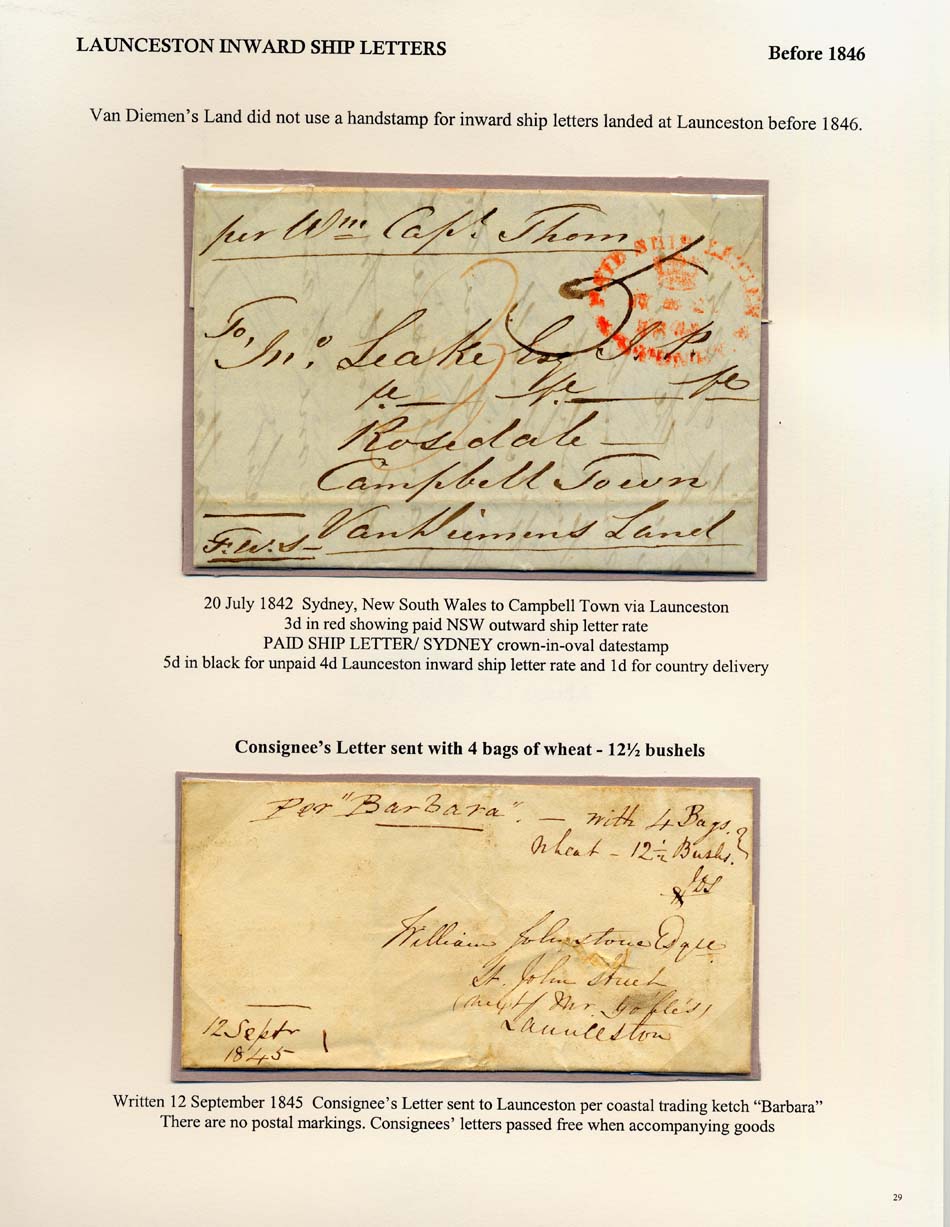 LAUNCESTON INWARD SHIP LETTERS
Before 1846
Van Diemen's Land did not use a handstamp for inward ship letters landed at Launceston before 1846.
per Wm Capt. Thom
PAID SHIP LETTER
SYDNEY
3
5
To,
Jno. Leake Esq J.P.
&c &c &c
Rosedale —
Campbell Town
Van Diemens Land
F.W.S—
20 July 1842 Sydney, New South Wales to Campbell Town via Launceston
3d in red showing paid NSW outward ship letter rate
PAID SHIP LETTER/ SYDNEY crown-in-oval datestamp
5d in black for unpaid 4d Launceston inward ship letter rate and 1d for country delivery
Consignee's Letter sent with 4 bags of wheat - 12½ bushels
Per "Barbara". — with 4 Bags.
Wheat – 12½ Bushs.
William Johnstone Esqre
St. John Street
(next Mr.
Launceston
12 Septr
1845
Written 12 September 1845 Consignee's Letter sent to Launceston per coastal trading ketch "Barbara"
There are no postal markings. Consignees' letters passed free when accompanying goods
29